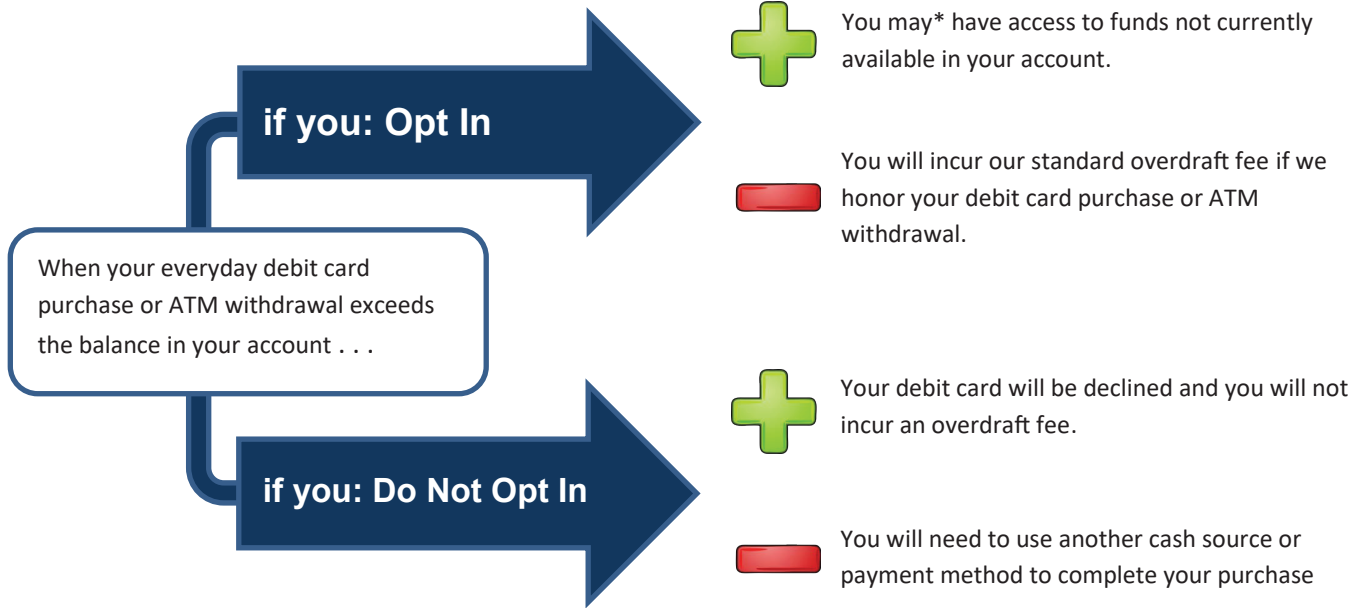 You may* have access to funds not currently
available in your account.
if you: Opt In
You will incur our standard overdraft fee if we
honor your debit card purchase or ATM
withdrawal.
When your everyday debit card
purchase or ATM withdrawal exceeds
the balance in your account . . .
Your debit card will be declined and you will not
incur an overdraft fee.
if you: Do Not Opt In
You will need to use another cash source or
payment method to complete your purchase